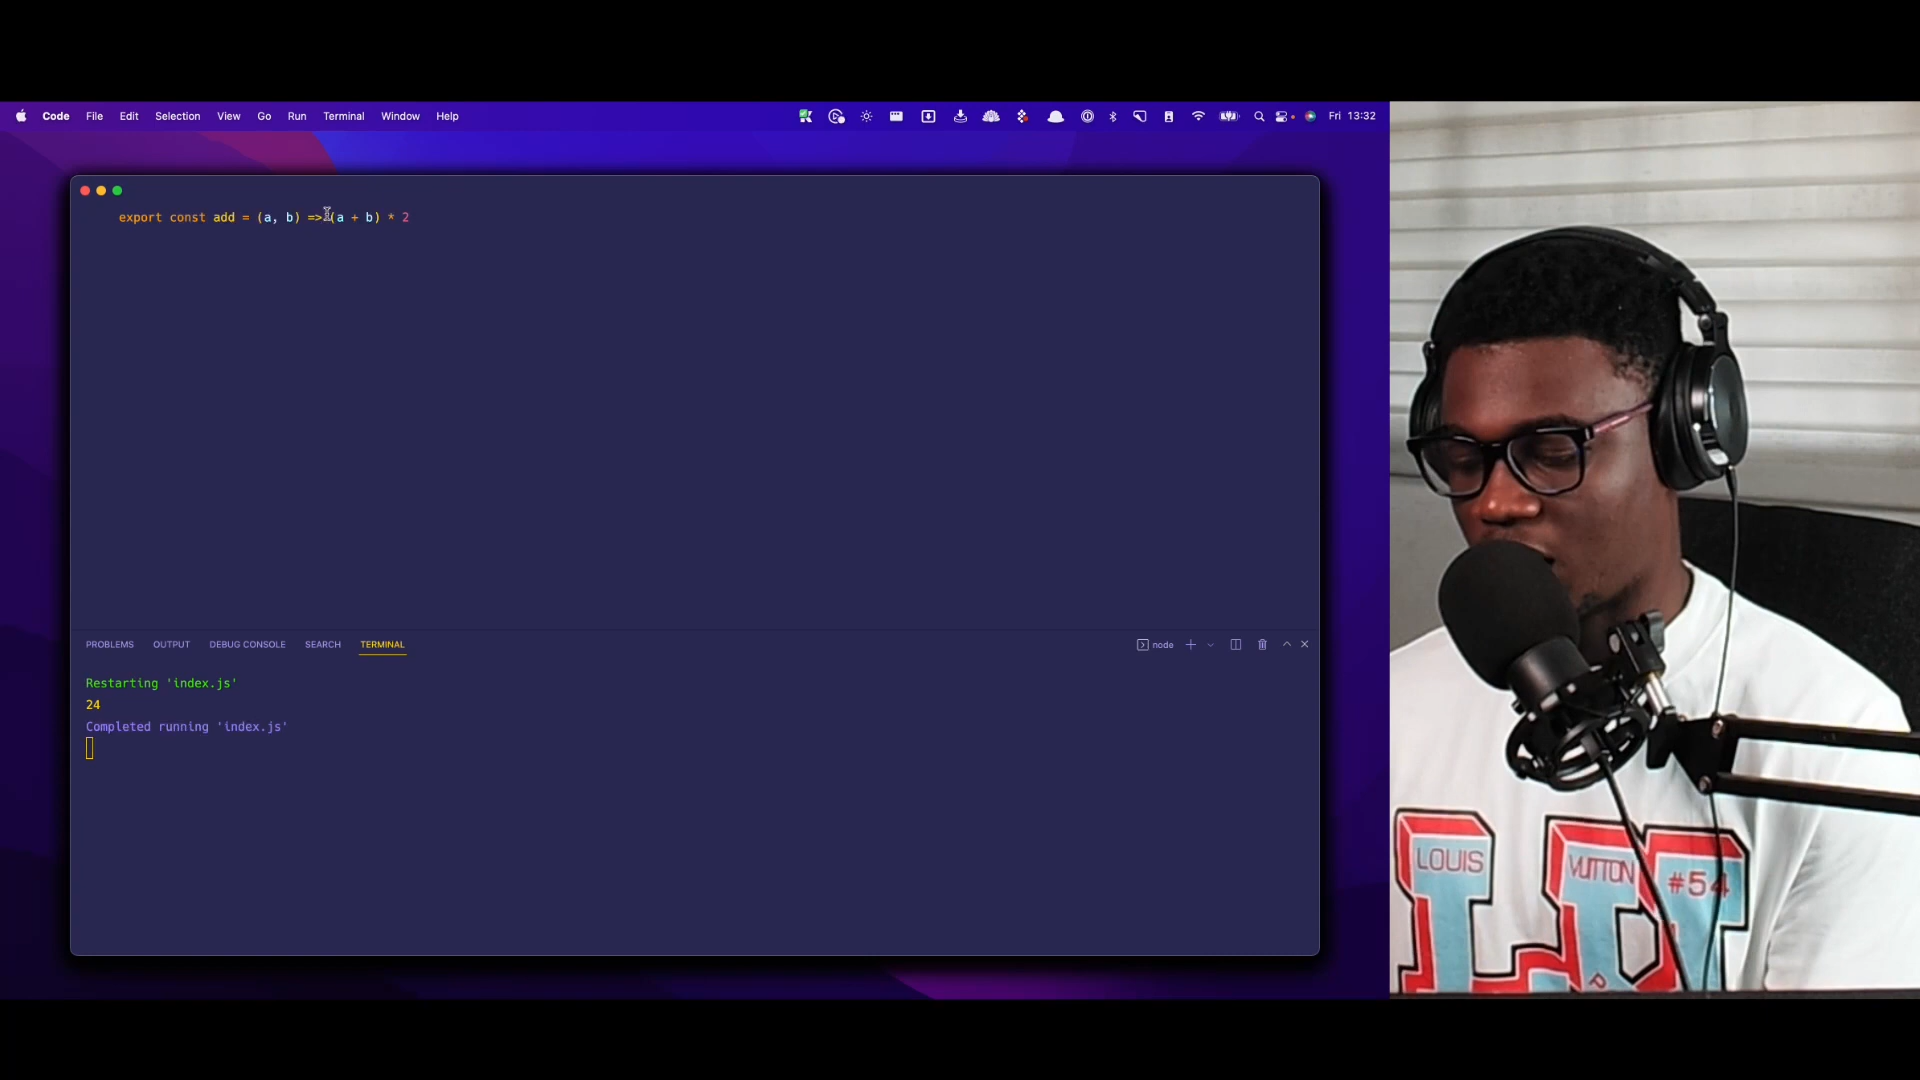 Code File Edit Selection View Go Run Terminal Window Help Fri 13:32
export const add = (a, b) => (a + b) * 2
PROBLEMS OUTPUT DEBUG CONSOLE SEARCH TERMINAL node
Restarting 'index.js'
24
Completed running 'index.js'
LOUIS VUITTON #54
LV